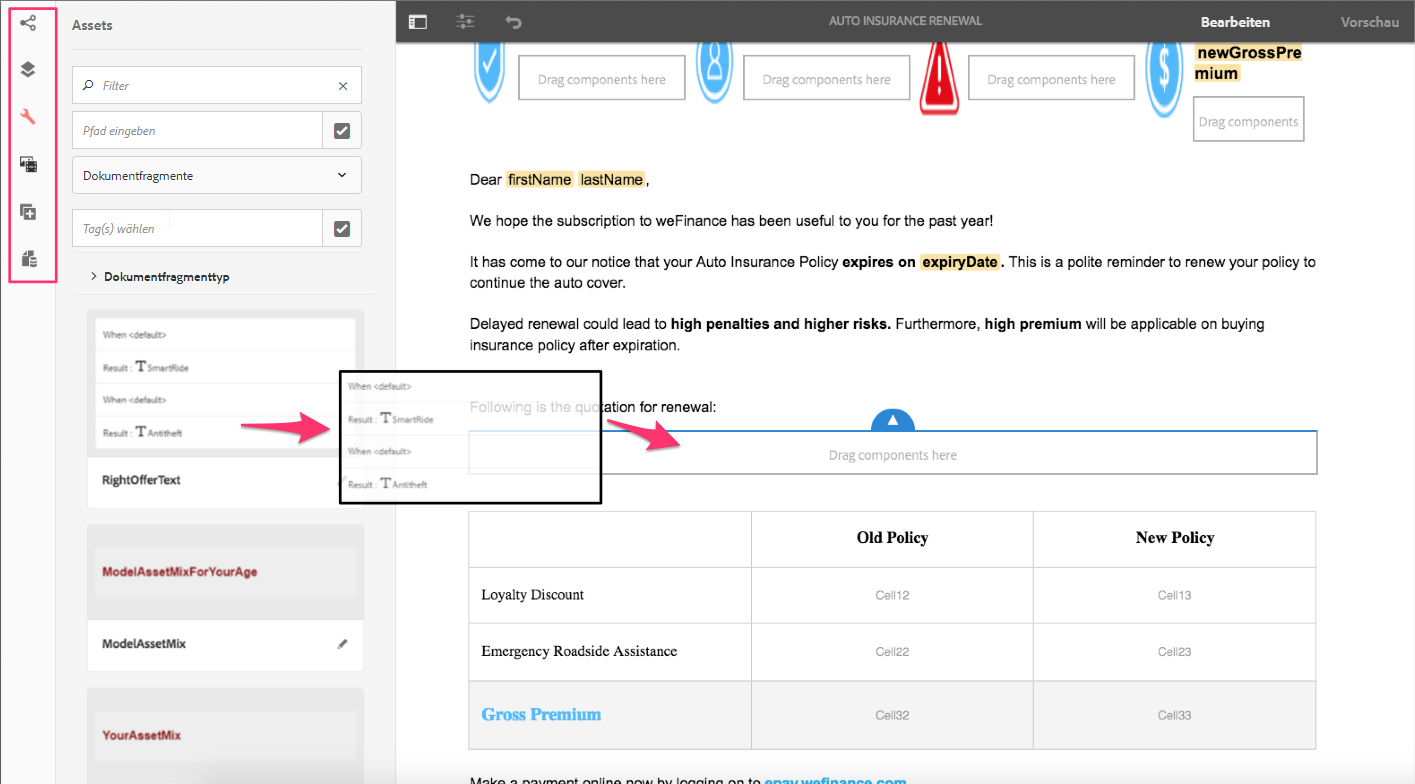 Assets
Filter
Pfad eingeben
Dokumentfragmente
Tag(s) wählen
Dokumentfragmenttyp
When <default>
Result : TSmartRide
When <default>
Result : TAntitheft
RightOfferText
ModelAssetMixForYourAge
ModelAssetMix
YourAssetMix
When <default>
Result : TSmartRide
When <default>
Result : TAntitheft
AUTO INSURANCE RENEWAL
Bearbeiten
Vorschau
Drag components here
Drag components here
Drag components here
newGrossPre
mium
Drag components
Dear firstName lastName,
We hope the subscription to weFinance has been useful to you for the past year!
It has come to our notice that your Auto Insurance Policy expires on expiryDate. This is a polite reminder to renew your policy to
continue the auto cover.
Delayed renewal could lead to high penalties and higher risks. Furthermore, high premium will be applicable on buying
insurance policy after expiration.
Following is the quotation for renewal:
Drag components here
Old Policy New Policy
Loyalty Discount Cell12 Cell13
Emergency Roadside Assistance Cell22 Cell23
Gross Premium Cell32 Cell33
Make a payment online now by logging on to epay.wefinance.com